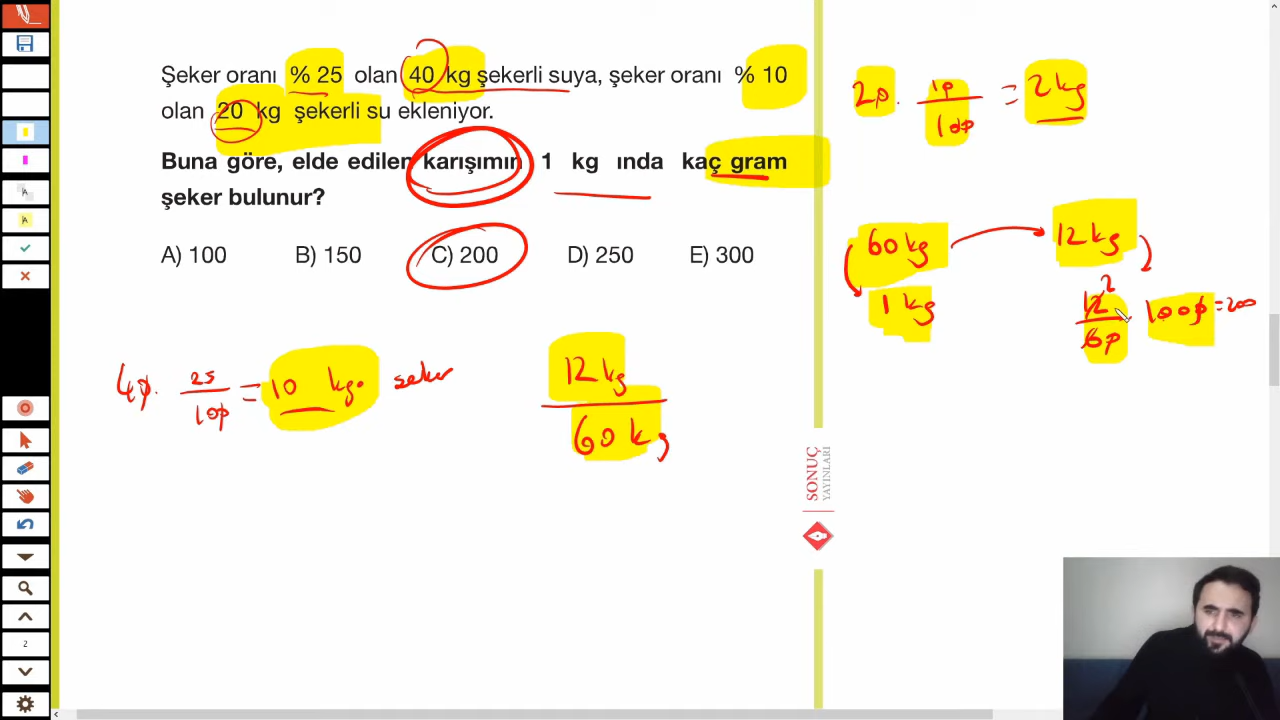 Şeker oranı % 25 olan 40 kg şekerli suya, şeker oranı % 10
olan 20 kg şekerli su ekleniyor.
Buna göre, elde edilen karışımın 1 kg ında kaç gram
şeker bulunur?
A) 100 B) 150 C) 200 D) 250 E) 300
40. 25/100 = 10 kg. şeker
12 kg
60 kg
20. 10/100 = 2 kg
60 kg 12 kg
1 kg 12/60 2 1000 = 200
SONUÇ
YAYINLARI
A
A
2